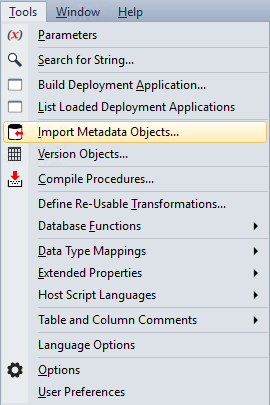 Tools Window Help
(x) Parameters
Search for String...
Build Deployment Application...
List Loaded Deployment Applications
Import Metadata Objects...
Version Objects...
Compile Procedures...
Define Re-Usable Transformations...
Database Functions
Data Type Mappings
Extended Properties
Host Script Languages
Table and Column Comments
Language Options
Options
User Preferences